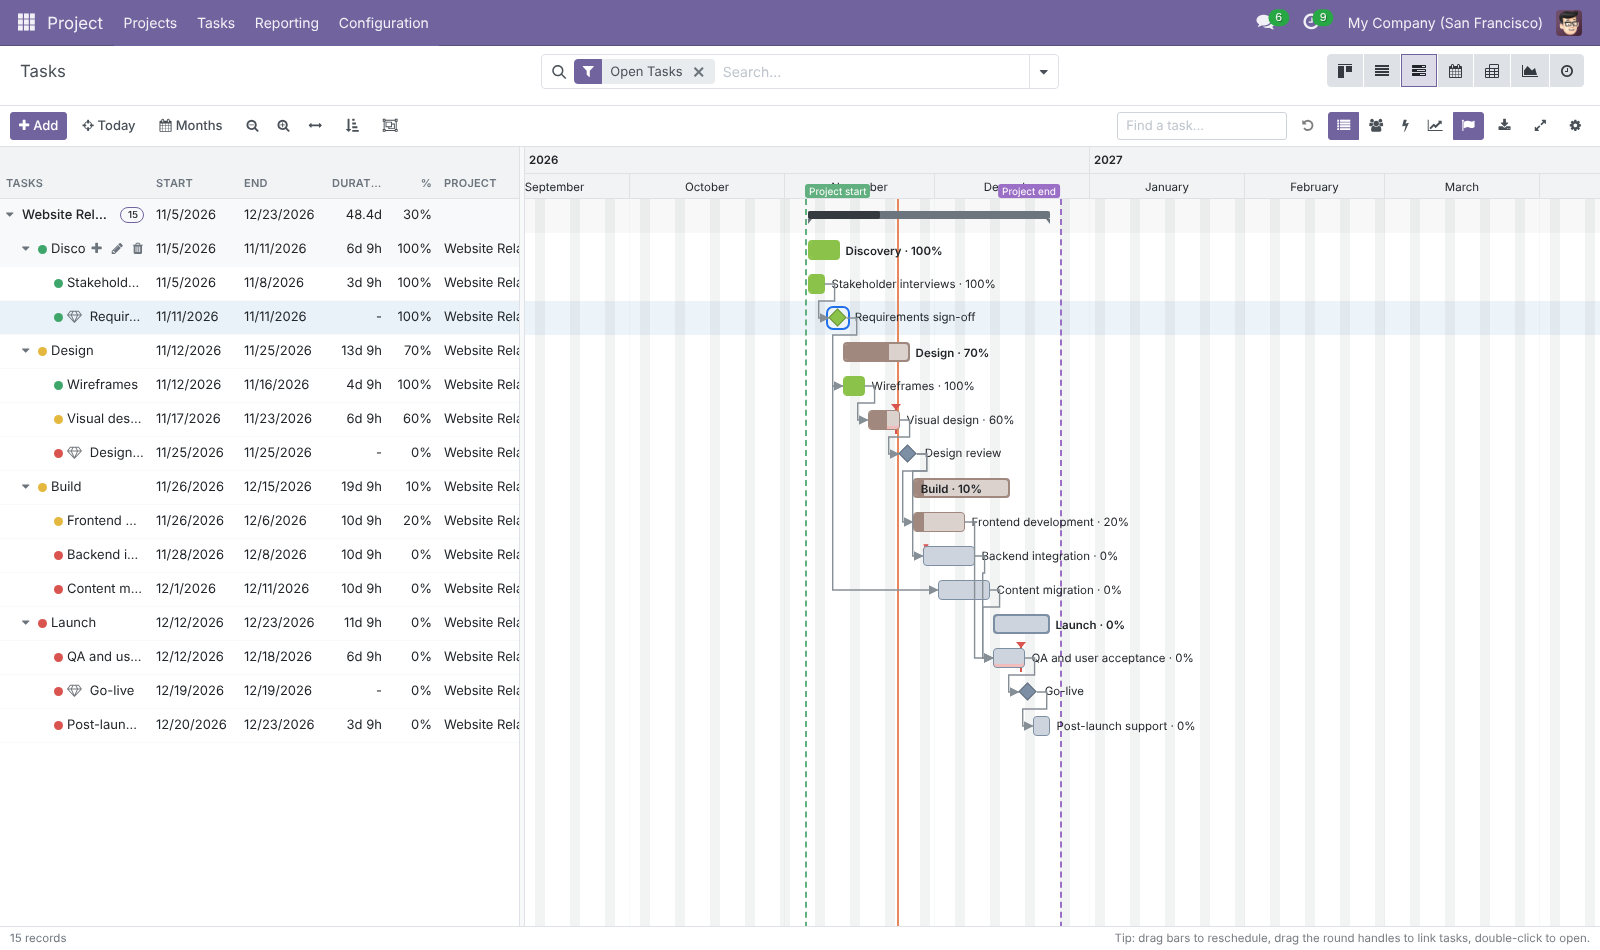 Project Projects Tasks Reporting Configuration 6 9 My Company (San Francisco)
Tasks Open Tasks Search...
Add Today Months Find a task...
2026 2027
TASKS START END DURAT... % PROJECT
September October January February March
Project start Project end
Website Rel... 15 11/5/2026 12/23/2026 48.4d 30%
Disco 11/5/2026 11/11/2026 6d 9h 100% Website Rela Discovery · 100%
Stakehold... 11/5/2026 11/8/2026 3d 9h 100% Website Rela Stakeholder interviews · 100%
Requir... 11/11/2026 11/11/2026 - 100% Website Rela Requirements sign-off
Design 11/12/2026 11/25/2026 13d 9h 70% Website Rela Design · 70%
Wireframes 11/12/2026 11/16/2026 4d 9h 100% Website Rela Wireframes · 100%
Visual des... 11/17/2026 11/23/2026 6d 9h 60% Website Rela Visual design · 60%
Design... 11/25/2026 11/25/2026 - 0% Website Rela Design review
Build 11/26/2026 12/15/2026 19d 9h 10% Website Rela Build · 10%
Frontend ... 11/26/2026 12/6/2026 10d 9h 20% Website Rela Frontend development · 20%
Backend i... 11/28/2026 12/8/2026 10d 9h 0% Website Rela Backend integration · 0%
Content m... 12/1/2026 12/11/2026 10d 9h 0% Website Rela Content migration · 0%
Launch 12/12/2026 12/23/2026 11d 9h 0% Website Rela Launch · 0%
QA and us... 12/12/2026 12/18/2026 6d 9h 0% Website Rela QA and user acceptance · 0%
Go-live 12/19/2026 12/19/2026 - 0% Website Rela Go-live
Post-laun... 12/20/2026 12/23/2026 3d 9h 0% Website Rela Post-launch support · 0%
15 records Tip: drag bars to reschedule, drag the round handles to link tasks, double-click to open.